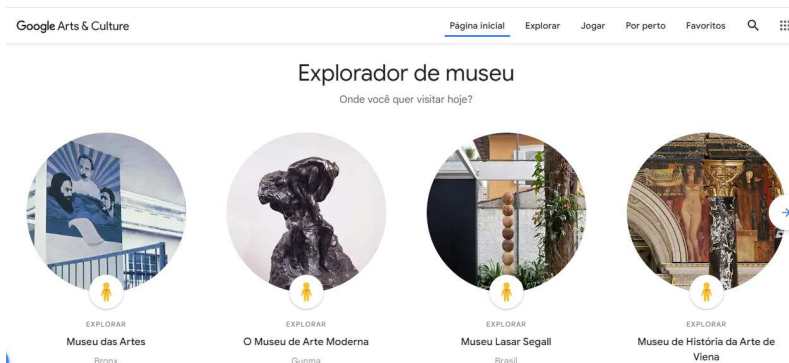 Google Arts & Culture
Página inicial Explorar Jogar Por perto Favoritos
Explorador de museu
Onde você quer visitar hoje?
EXPLORAR EXPLORAR EXPLORAR EXPLORAR
Museu das Artes O Museu de Arte Moderna Museu Lasar Segall Museu de História da Arte de
Viena
Bronx Gunma Brasil